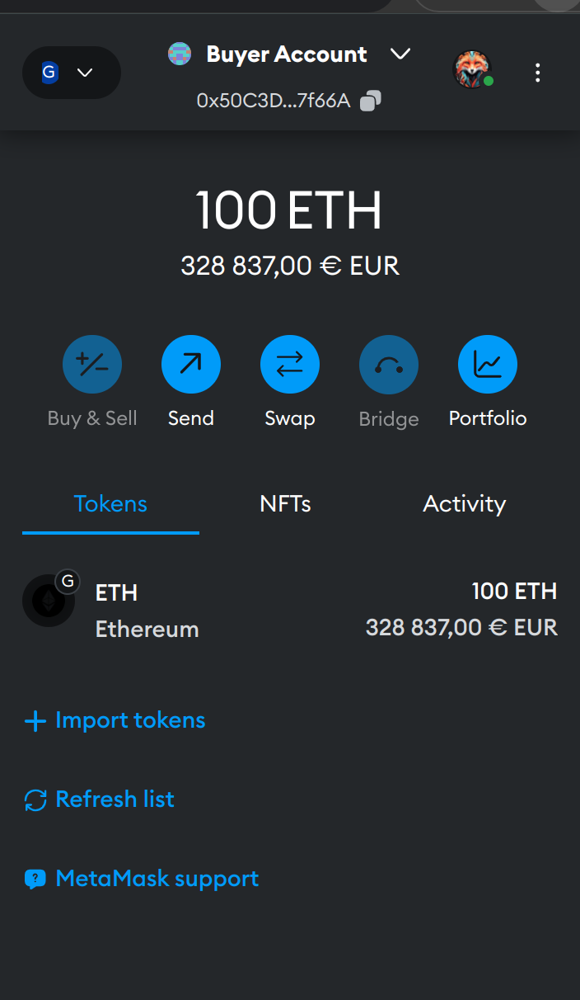 G
Buyer Account
0x50C3D...7f66A
100 ETH
328 837,00 € EUR
Buy & Sell
Send
Swap
Bridge
Portfolio
Tokens
NFTs
Activity
G
ETH
100 ETH
Ethereum
328 837,00 € EUR
Import tokens
Refresh list
MetaMask support